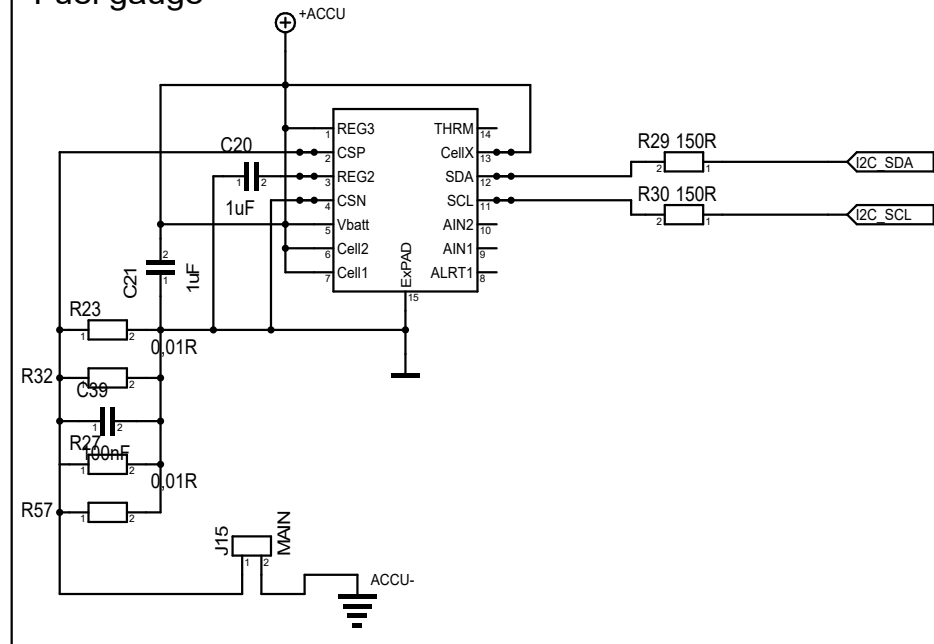 Fuel gauge
+ACCU
REG3
1
THRM
14
CSP
2
CellX
13
C20
1
2
1uF
REG2
3
SDA
12
R29 150R
2
1
I2C_SDA
CSN
4
SCL
11
R30 150R
2
1
I2C_SCL
Vbatt
5
AIN2
10
Cell2
6
AIN1
9
Cell1
7
ALRT1
8
ExPAD
15
C21
2
1
1uF
R23
1
2
0,01R
R32
1
2
C39
1
2
100nF
R27
1
2
0,01R
R57
1
2
J15
1
2
MAIN
ACCU-